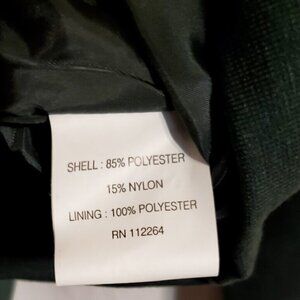 SHELL : 85% POLYESTER
15% NYLON
LINING : 100% POLYESTER
RN 112264